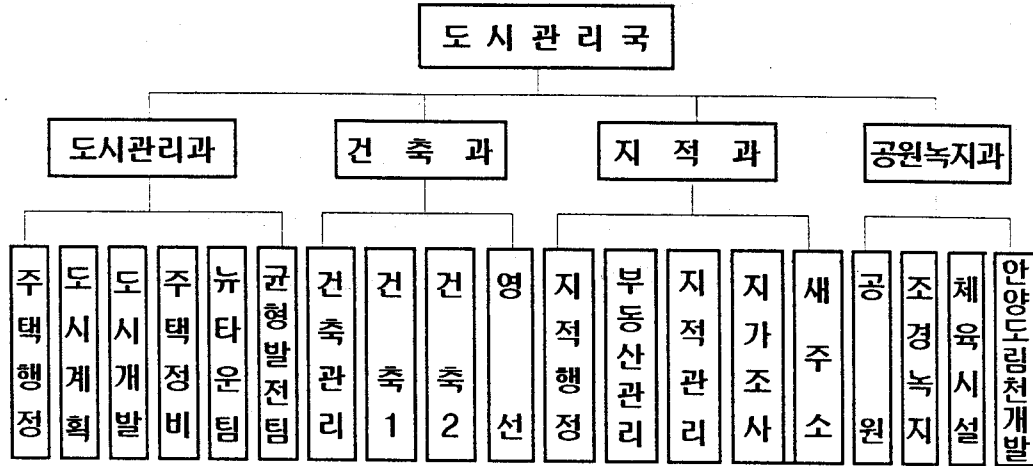 도시관리국
도시관리과
건축과
지적과
공원녹지과
주택행정
도시계획
도시개발
주택정비
뉴타운팀
균형발전팀
건축관리
건축1
건축2
영선
지적행정
부동산관리
지적관리
지가조사
새주소
공원
조경녹지
체육시설
안양도림천개발